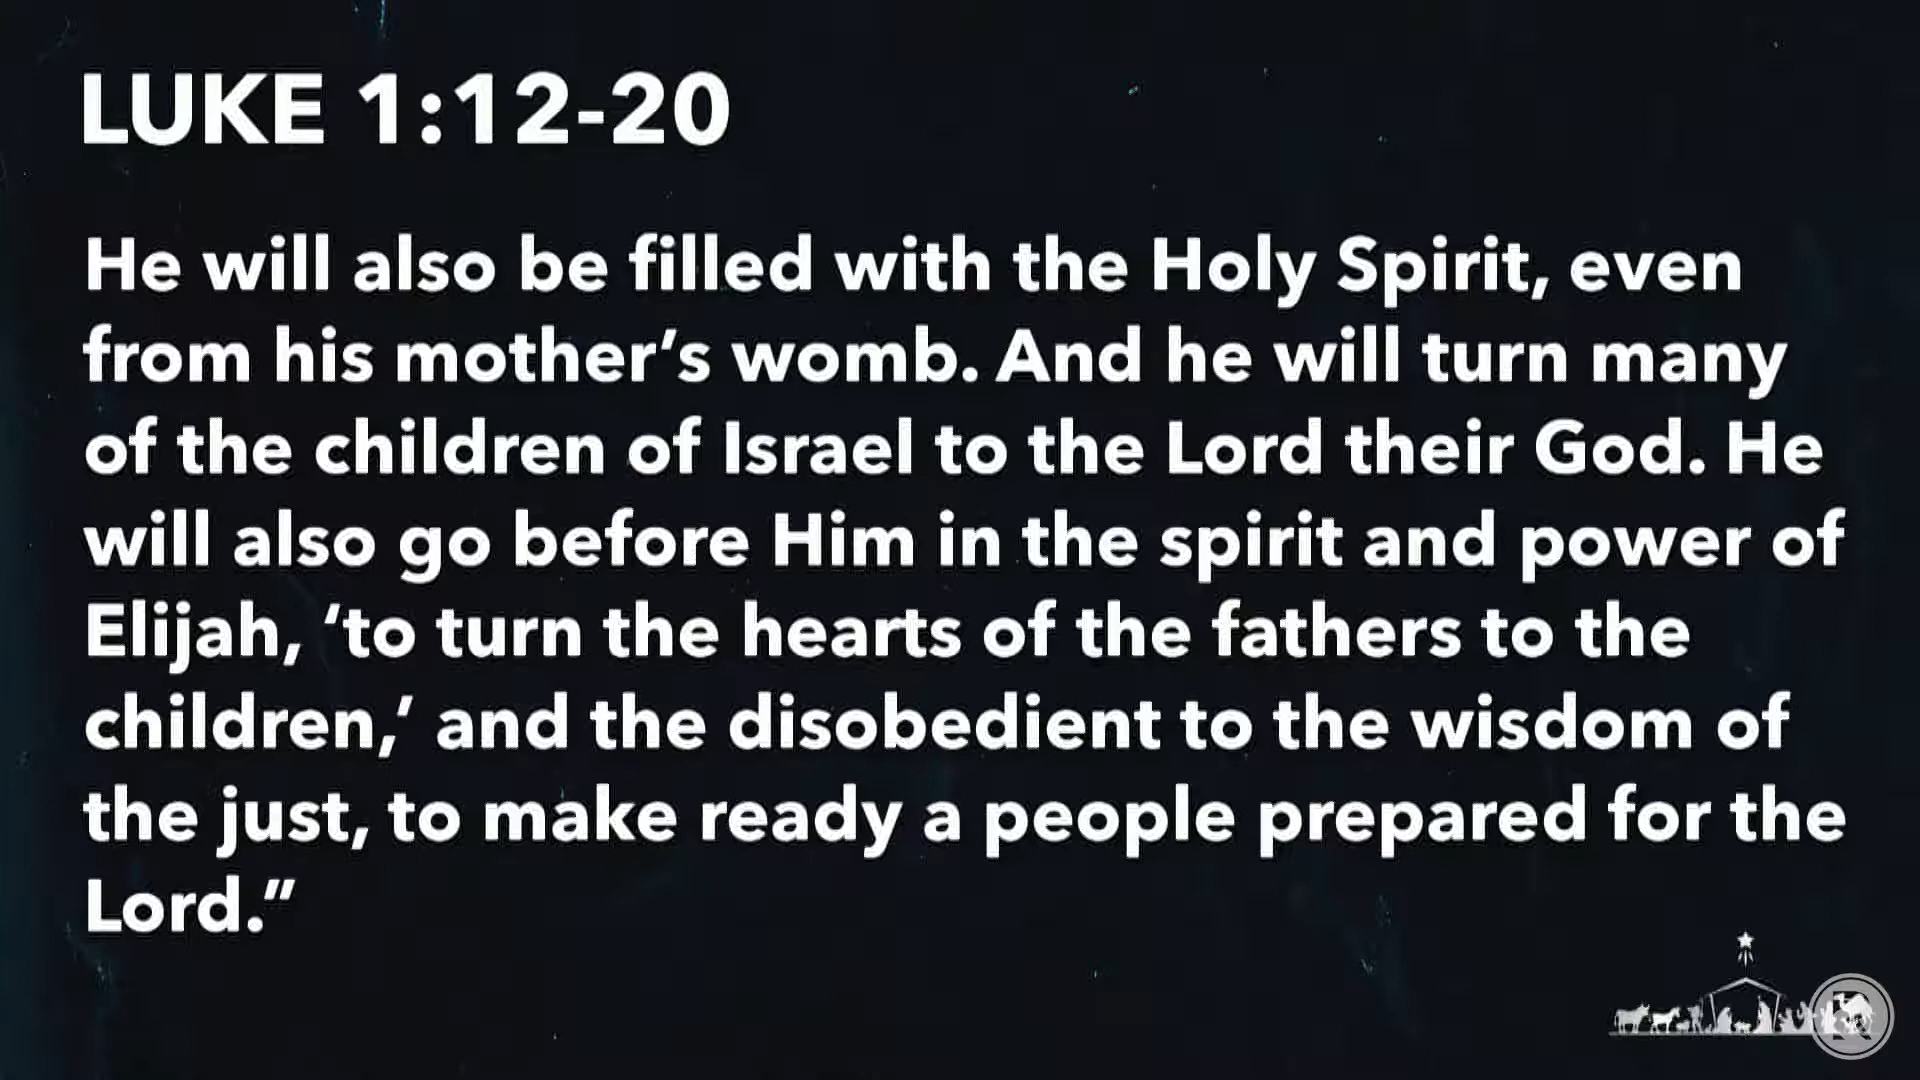 LUKE 1:12-20
He will also be filled with the Holy Spirit, even
from his mother’s womb. And he will turn many
of the children of Israel to the Lord their God. He
will also go before Him in the spirit and power of
Elijah, ‘to turn the hearts of the fathers to the
children,’ and the disobedient to the wisdom of
the just, to make ready a people prepared for the
Lord.”